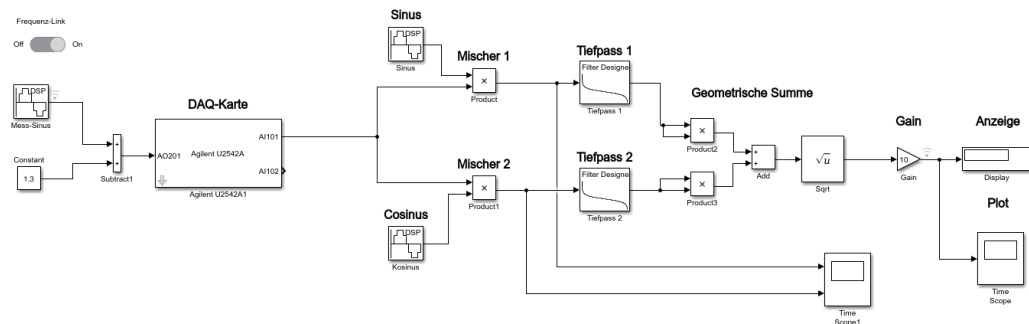 Frequenz-Link
Off
On
DSP
Mess-Sinus
Constant
1.3
+
+
Subtract1
DAQ-Karte
AO201
Agilent U2542A
AI101
AI102
Agilent U2542A1
Sinus
DSP
Sinus
Mischer 1
×
Product
Mischer 2
×
Product1
Cosinus
DSP
Kosinus
Tiefpass 1
Filter Designe
Tiefpass 1
Tiefpass 2
Filter Designe
Tiefpass 2
Geometrische Summe
×
Product2
×
Product3
+
+
Add
√u
Sqrt
Gain
10
Gain
Anzeige
Display
Plot
Time
Scope
Time
Scope1